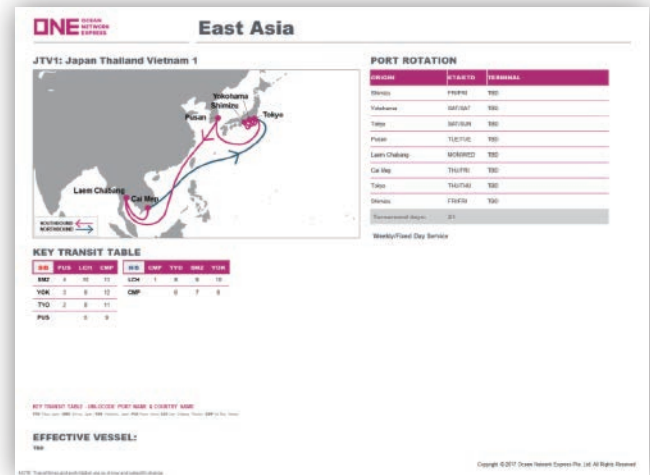 ONE OCEAN NETWORK EXPRESS
East Asia
JTV1: Japan Thailand Vietnam 1
Yokohama
Shimizu
Pusan
Tokyo
Laem Chabang
Cai Mep
SOUTHBOUND
NORTHBOUND
PORT ROTATION
ORIGIN ETA/ETD TERMINAL
Shimizu FRI/FRI TBD
Yokohama SAT/SAT TBD
Tokyo SAT/SUN TBD
Pusan TUE/TUE TBD
Laem Chabang MON/WED TBD
Cai Mep THU/FRI TBD
Tokyo THU/THU TBD
Shimizu FRI/FRI TBD
Turnaround days: 21
*Weekly/Fixed Day Service
KEY TRANSIT TABLE
SB PUS LCH CMP
SMZ 4 10 13
YOK 3 9 12
TYO 2 8 11
PUS 6 9
NB CMP TYO SMZ YOK
LCH 1 8 9 10
CMP 6 7 8
KEY TRANSIT TABLE - UNLOCODE PORT NAME & COUNTRY NAME
EFFECTIVE VESSEL:
TBD
Copyright © 2017 Ocean Network Express Pte. Ltd. All Rights Reserved